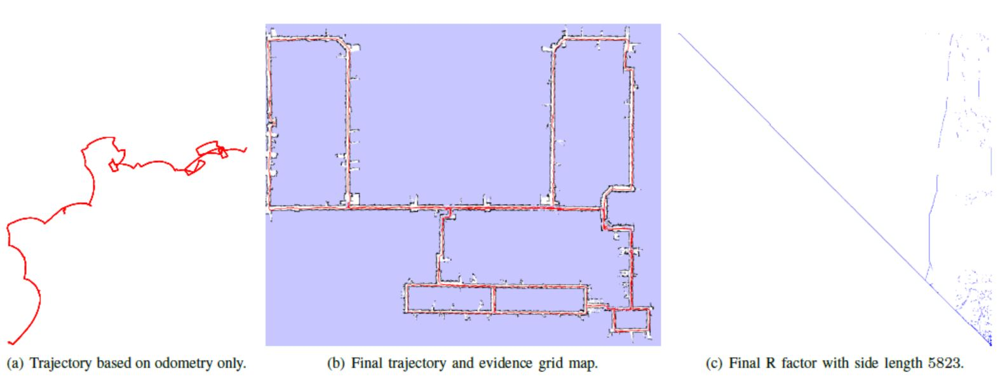 (a) Trajectory based on odometry only.
(b) Final trajectory and evidence grid map.
(c) Final R factor with side length 5823.